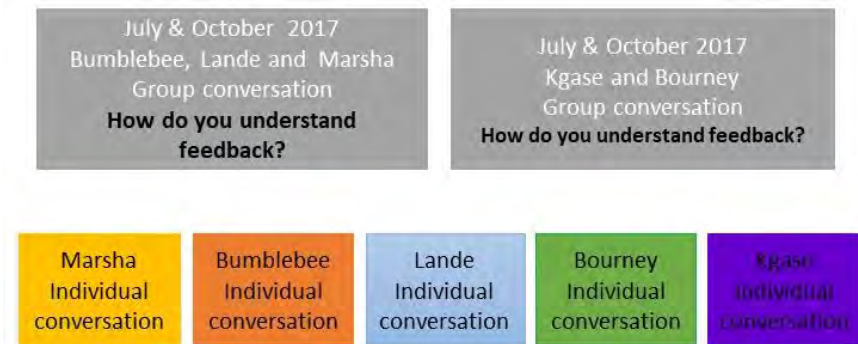 July & October 2017
Bumblebee, Lande and Marsha
Group conversation
How do you understand
feedback?
July & October 2017
Kgase and Bourney
Group conversation
How do you understand feedback?
Marsha
Individual
conversation
Bumblebee
Individual
conversation
Lande
Individual
conversation
Bourney
Individual
conversation
Kgase
Individual
conversation